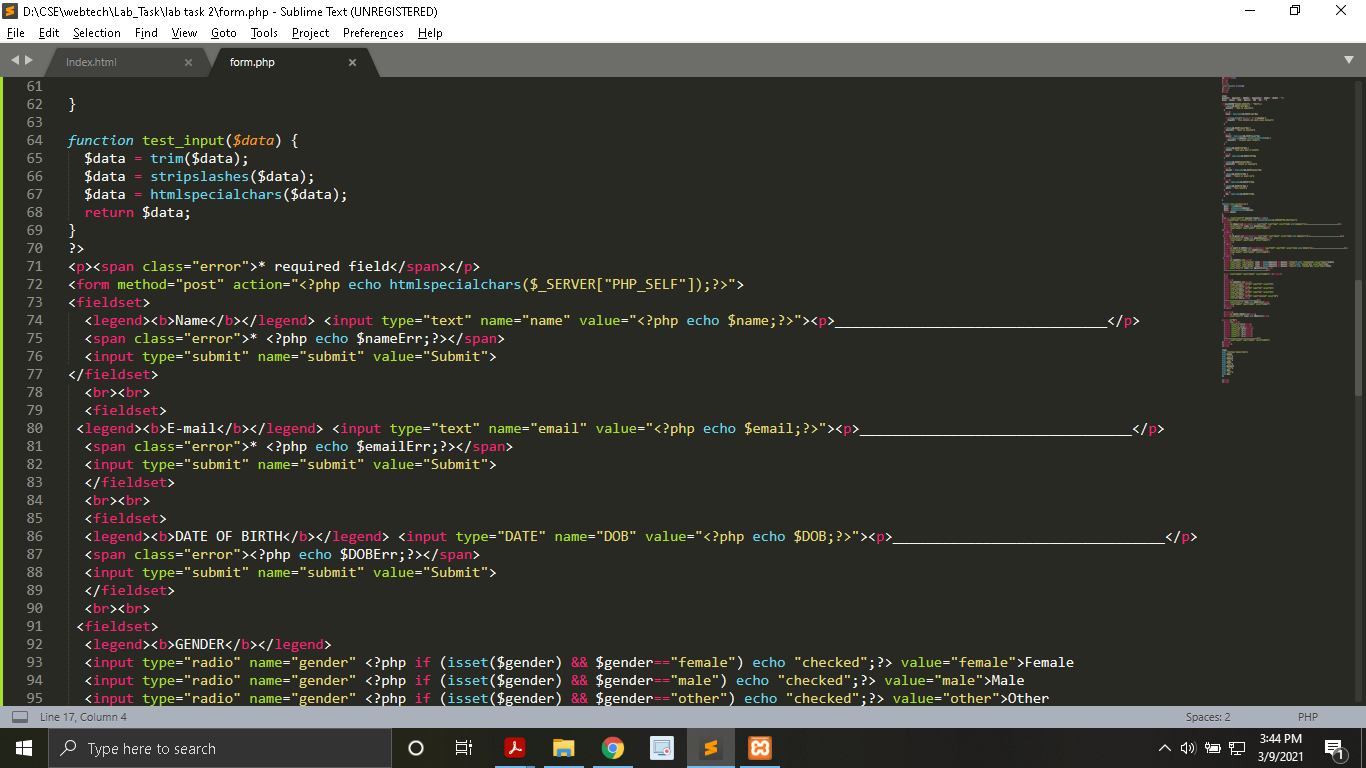 D:\CSE\webtech\Lab_Task\lab task 2\form.php - Sublime Text (UNREGISTERED)
File Edit Selection Find View Goto Tools Project Preferences Help
Index.html form.php
61
62 }
63
64 function test_input($data) {
65 $data = trim($data);
66 $data = stripslashes($data);
67 $data = htmlspecialchars($data);
68 return $data;
69 }
70 ?>
71 <p><span class="error">* required field</span></p>
72 <form method="post" action="<?php echo htmlspecialchars($_SERVER["PHP_SELF"]);?>">
73 <fieldset>
74 <legend><b>Name</b></legend> <input type="text" name="name" value="<?php echo $name;?>"><p>_________________________________</p>
75 <span class="error">* <?php echo $nameErr;?></span>
76 <input type="submit" name="submit" value="Submit">
77 </fieldset>
78 <br><br>
79 <fieldset>
80 <legend><b>E-mail</b></legend> <input type="text" name="email" value="<?php echo $email;?>"><p>_________________________________</p>
81 <span class="error">* <?php echo $emailErr;?></span>
82 <input type="submit" name="submit" value="Submit">
83 </fieldset>
84 <br><br>
85 <fieldset>
86 <legend><b>DATE OF BIRTH</b></legend> <input type="DATE" name="DOB" value="<?php echo $DOB;?>"><p>_________________________________</p>
87 <span class="error"><?php echo $DOBErr;?></span>
88 <input type="submit" name="submit" value="Submit">
89 </fieldset>
90 <br><br>
91 <fieldset>
92 <legend><b>GENDER</b></legend>
93 <input type="radio" name="gender" <?php if (isset($gender) && $gender=="female") echo "checked";?> value="female">Female
94 <input type="radio" name="gender" <?php if (isset($gender) && $gender=="male") echo "checked";?> value="male">Male
95 <input type="radio" name="gender" <?php if (isset($gender) && $gender=="other") echo "checked";?> value="other">Other
Line 17, Column 4 Spaces: 2 PHP
Type here to search
3:44 PM
3/9/2021
1